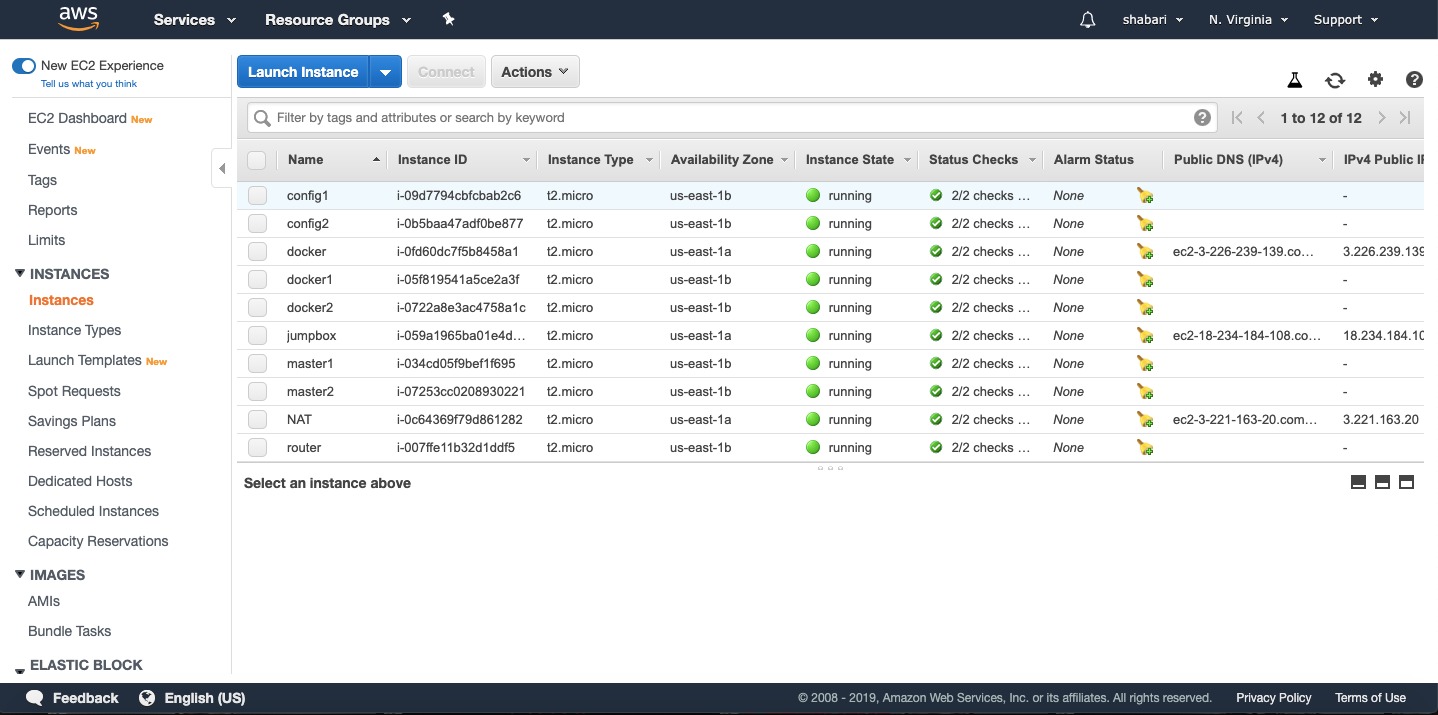 aws Services Resource Groups shabari N. Virginia Support
New EC2 Experience
Tell us what you think
EC2 Dashboard New
Events New
Tags
Reports
Limits
INSTANCES
Instances
Instance Types
Launch Templates New
Spot Requests
Savings Plans
Reserved Instances
Dedicated Hosts
Scheduled Instances
Capacity Reservations
IMAGES
AMIs
Bundle Tasks
ELASTIC BLOCK
Launch Instance Connect Actions
Filter by tags and attributes or search by keyword 1 to 12 of 12
Name Instance ID Instance Type Availability Zone Instance State Status Checks Alarm Status Public DNS (IPv4) IPv4 Public IP
config1 i-09d7794cbfcbab2c6 t2.micro us-east-1b running 2/2 checks ... None -
config2 i-0b5baa47adf0be877 t2.micro us-east-1b running 2/2 checks ... None -
docker i-0fd60dc7f5b8458a1 t2.micro us-east-1a running 2/2 checks ... None ec2-3-226-239-139.co... 3.226.239.139
docker1 i-05f819541a5ce2a3f t2.micro us-east-1b running 2/2 checks ... None -
docker2 i-0722a8e3ac4758a1c t2.micro us-east-1b running 2/2 checks ... None -
jumpbox i-059a1965ba01e4d... t2.micro us-east-1a running 2/2 checks ... None ec2-18-234-184-108.co... 18.234.184.10
master1 i-034cd05f9bef1f695 t2.micro us-east-1b running 2/2 checks ... None -
master2 i-07253cc0208930221 t2.micro us-east-1b running 2/2 checks ... None -
NAT i-0c64369f79d861282 t2.micro us-east-1a running 2/2 checks ... None ec2-3-221-163-20.com... 3.221.163.20
router i-007ffe11b32d1ddf5 t2.micro us-east-1b running 2/2 checks ... None -
Select an instance above
Feedback English (US) © 2008 - 2019, Amazon Web Services, Inc. or its affiliates. All rights reserved. Privacy Policy Terms of Use